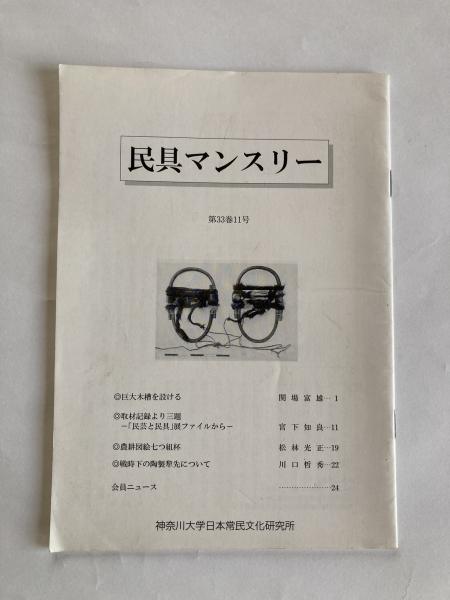 民具マンスリー
第33巻11号
◎巨大木槽を設ける 関場富雄…1
◎取材記録より三題
−「民芸と民具」展ファイルから− 宮下知良…11
◎農耕図絵七つ組杯 松林光正…19
◎戦時下の陶製犂先について 川口哲秀…22
会員ニュース …………………24
神奈川大学日本常民文化研究所